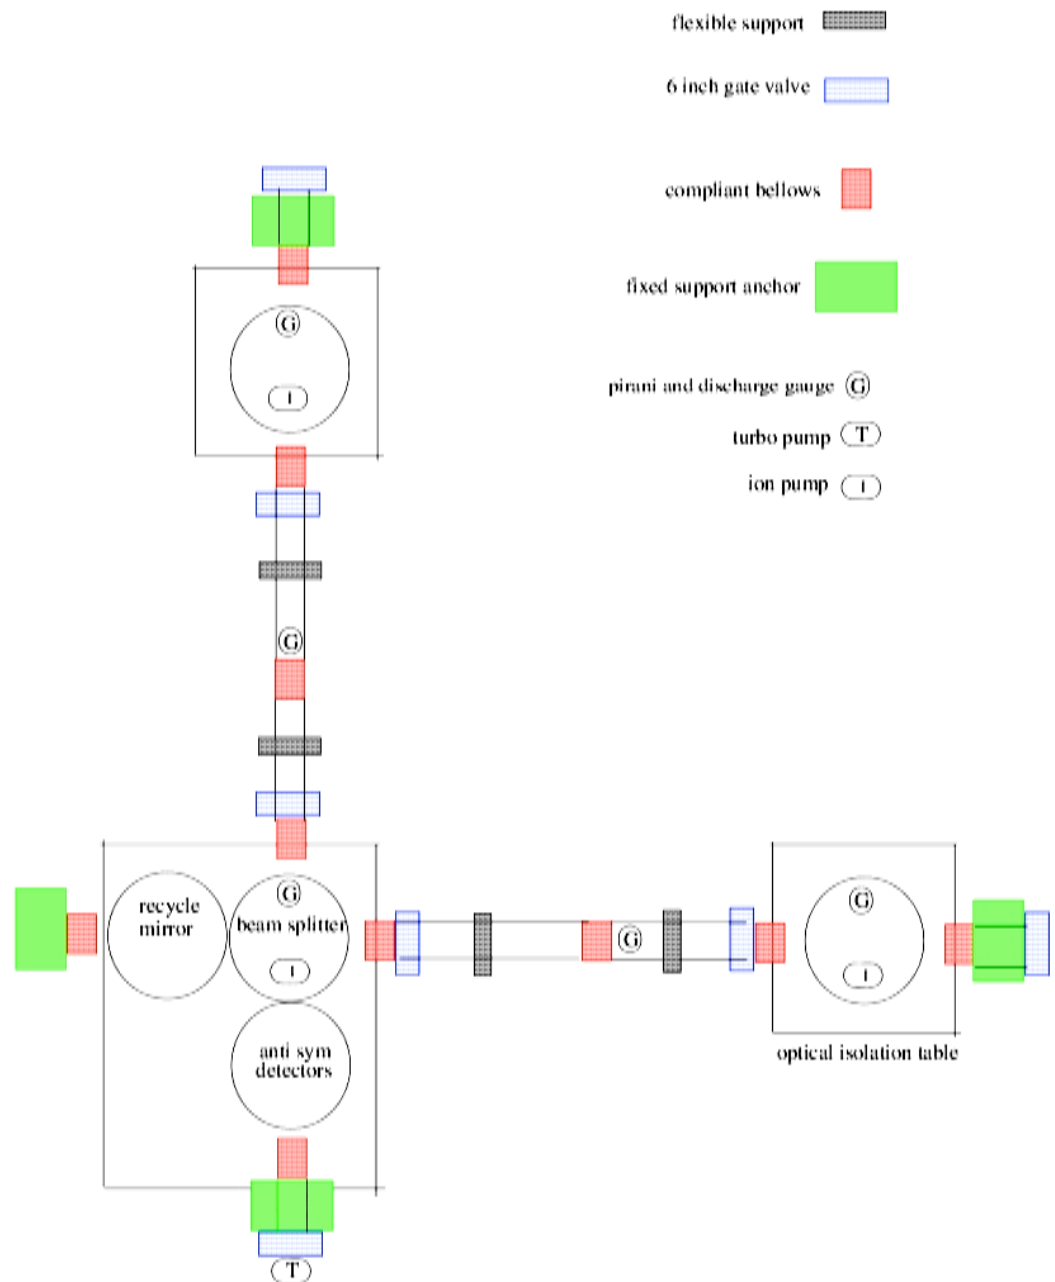 flexible support
6 inch gate valve
compliant bellows
fixed support anchor
G
i
pirani and discharge gauge G
turbo pump T
ion pump i
G
G
recycle
mirror
beam splitter
i
G
G
i
anti sym
detectors
optical isolation table
T